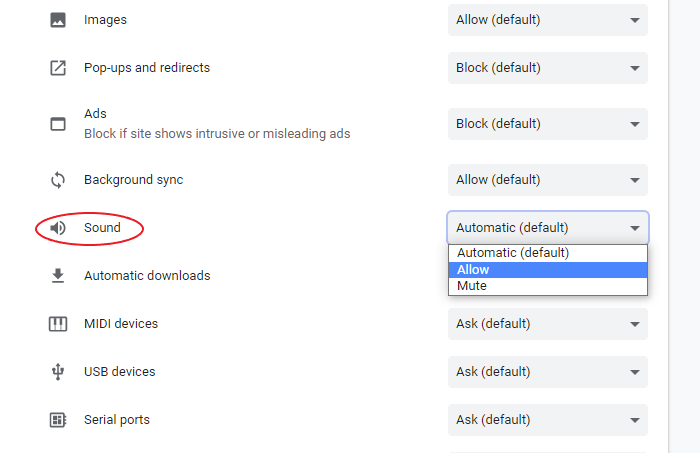 Images
Allow (default)
Pop-ups and redirects
Block (default)
Ads
Block if site shows intrusive or misleading ads
Block (default)
Background sync
Allow (default)
Sound
Automatic (default)
Automatic (default)
Allow
Mute
Automatic downloads
MIDI devices
Ask (default)
USB devices
Ask (default)
Serial ports
Ask (default)